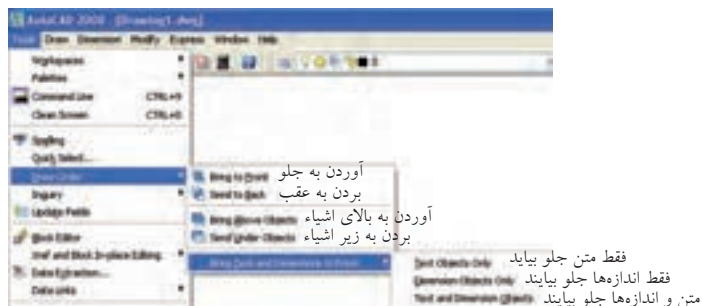 AutoCAD 2008 - [Drawing1.dwg]
Tools Draw Dimension Modify Express Window Help
Workspaces
Palettes
Command Line CTRL+9
Clean Screen CTRL+0
Spelling
Quick Select...
Draw Order
Bring to Front آوردن به جلو
Inquiry Send to Back بردن به عقب
Update Fields
Bring Above Objects آوردن به بالای اشیاء
Block Editor Send Under Objects بردن به زیر اشیاء
Xref and Block In-place Editing
Bring Text and Dimensions to Front
Text Objects Only فقط متن جلو بیاید
Data Extraction...
Dimension Objects Only فقط اندازه‌ها جلو بیایند
Data Links
Text and Dimension Objects متن و اندازه‌ها جلو بیایند